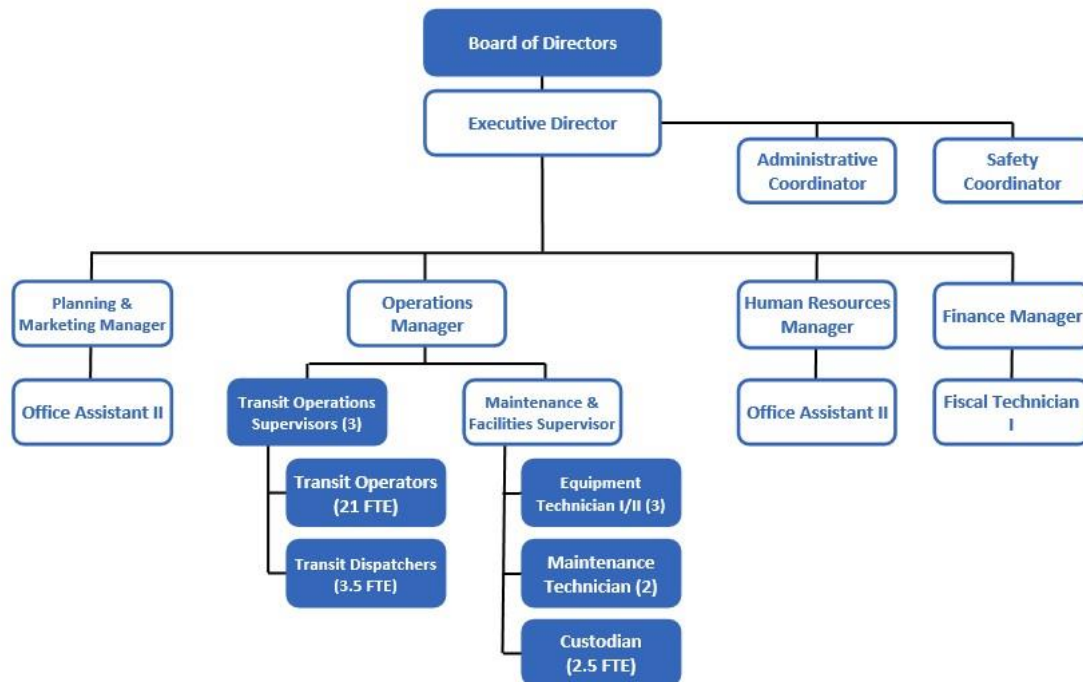 Board of Directors
Executive Director
Administrative
Coordinator
Safety
Coordinator
Planning &
Marketing Manager
Operations
Manager
Human Resources
Manager
Finance Manager
Office Assistant II
Transit Operations
Supervisors (3)
Maintenance &
Facilities Supervisor
Office Assistant II
Fiscal Technician
I
Transit Operators
(21 FTE)
Equipment
Technician I/II (3)
Transit Dispatchers
(3.5 FTE)
Maintenance
Technician (2)
Custodian
(2.5 FTE)